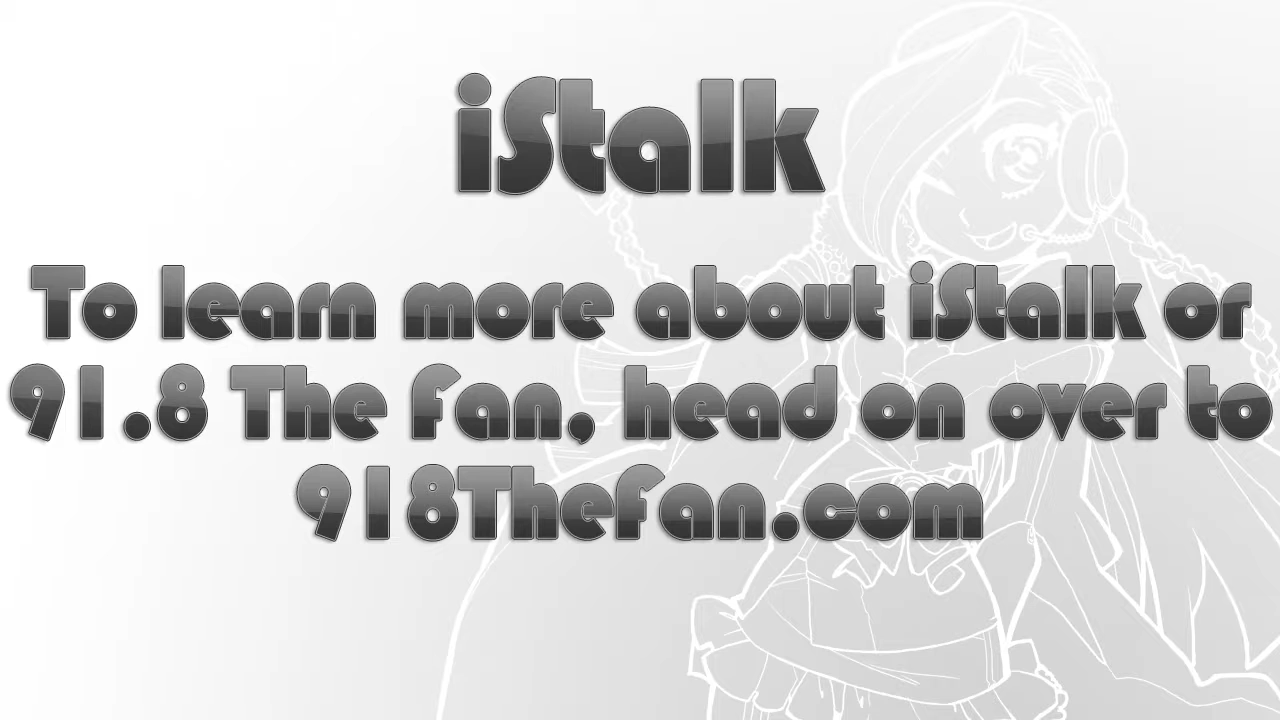 iStalk
To learn more about iStalk or
91.8 The Fan, head on over to
918TheFan.com